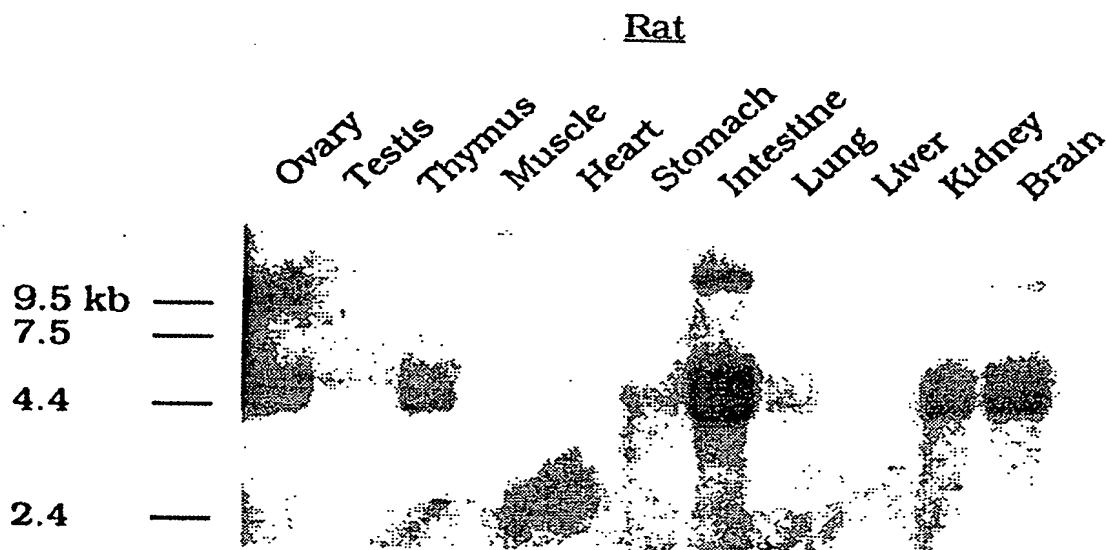 Rat
Ovary
Testis
Thymus
Muscle
Heart
Stomach
Intestine
Lung
Liver
Kidney
Brain
9.5 kb
7.5
4.4
2.4